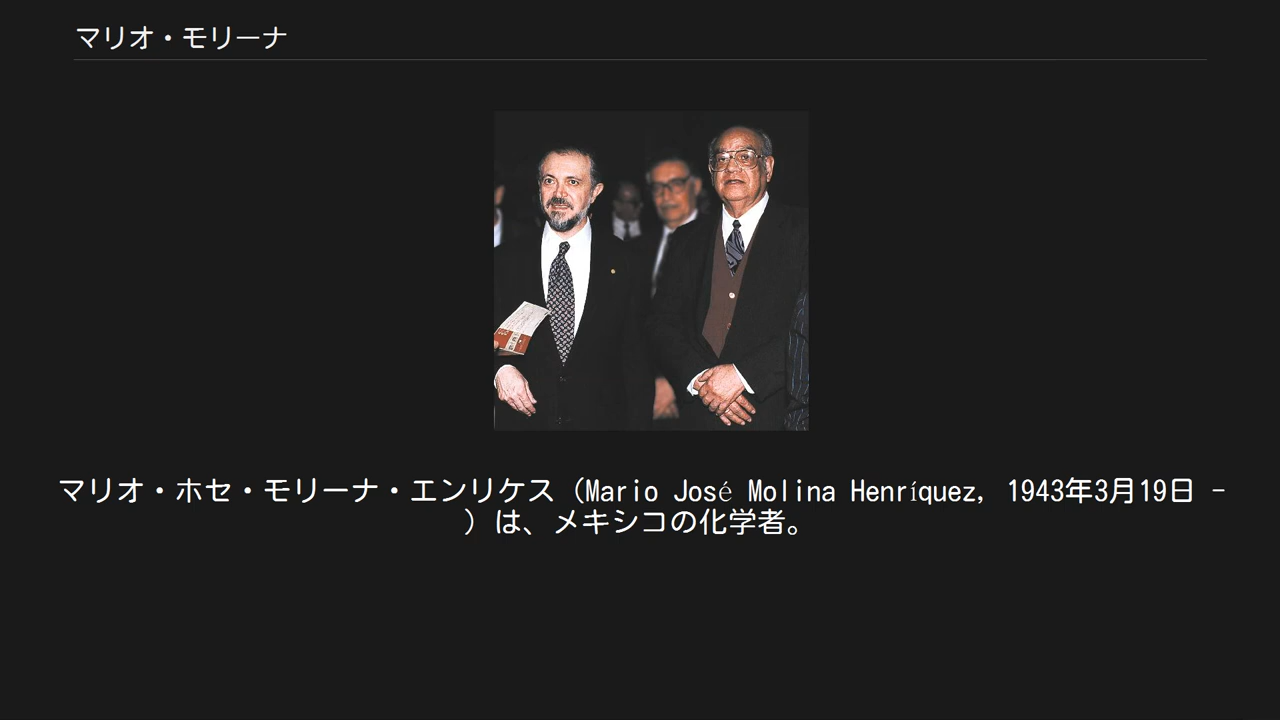 マリオ・モリーナ
マリオ・ホセ・モリーナ・エンリケス（Mario José Molina Henríquez, 1943年3月19日 -
）は、メキシコの化学者。